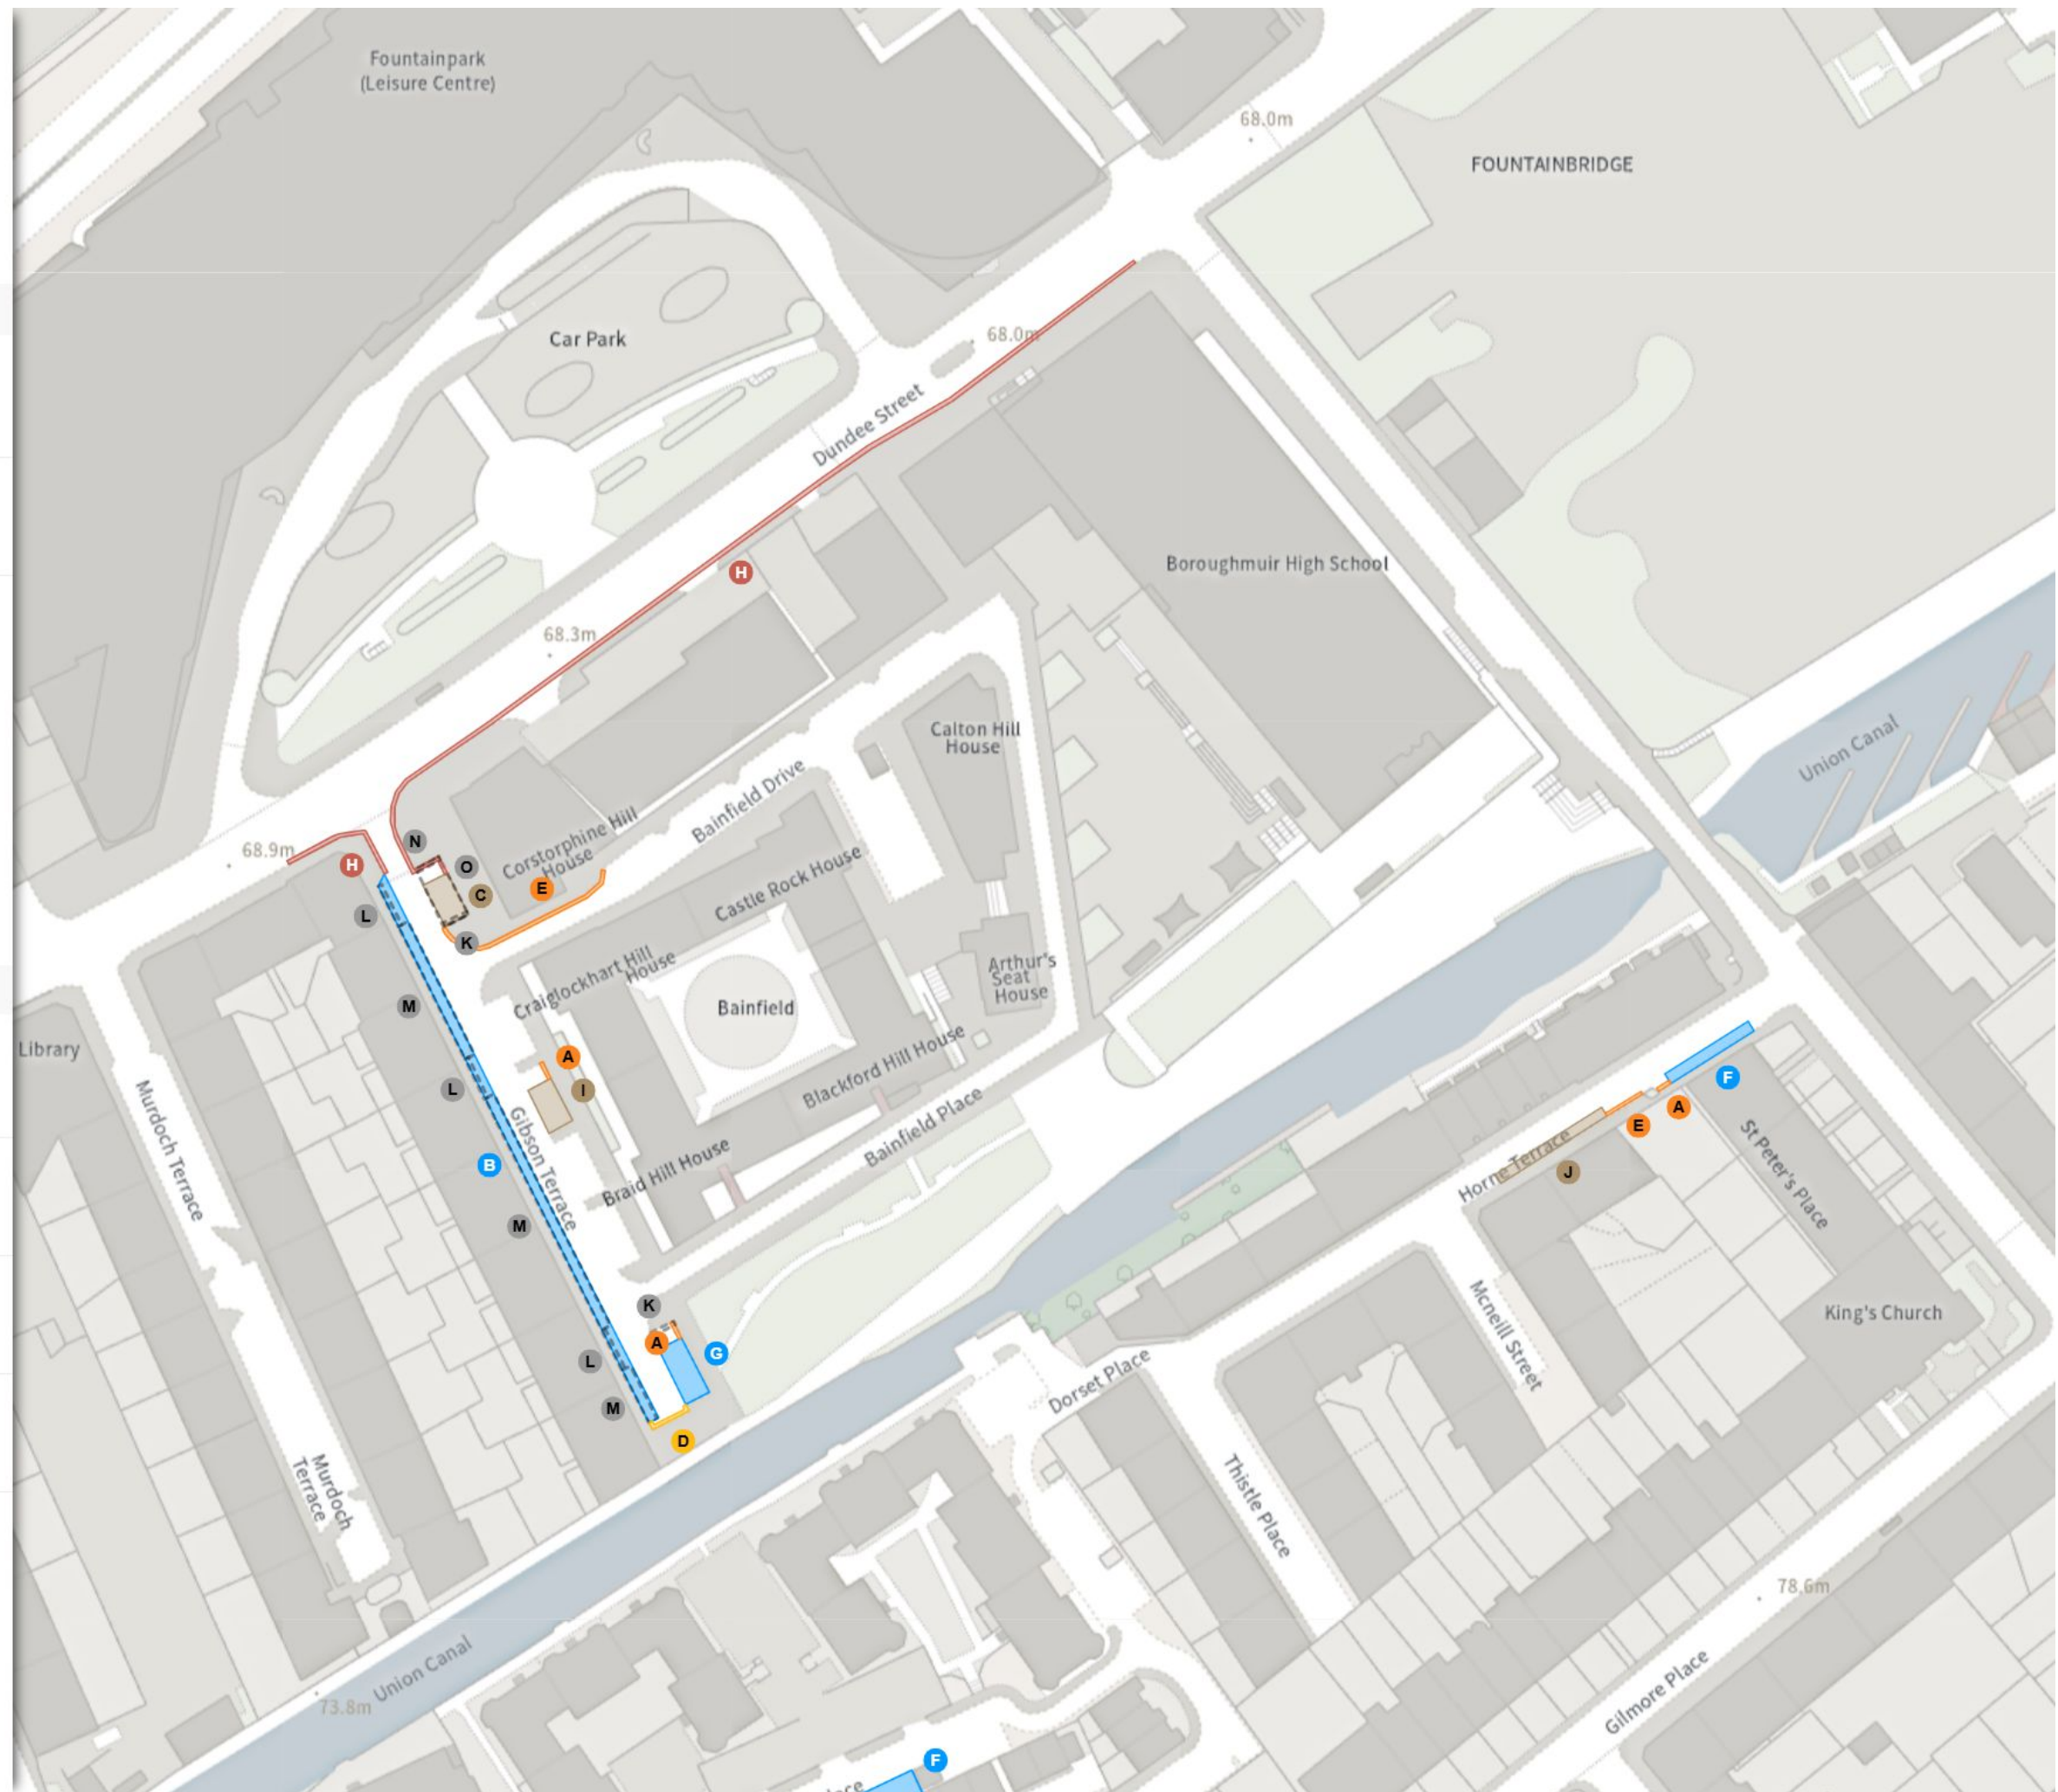 Fountainpark
(Leisure Centre)
68.0m
FOUNTAINBRIDGE
Car Park
68.0m
Dundee Street
Boroughmuir High School
H
68.3m
Calton Hill
House
Union Canal
Bainfield Drive
N
Corstorphine Hill
House
68.9m
H
O
E
C
Castle Rock House
L
K
Craiglockhart Hill
House
Arthur's
Seat
House
M
Bainfield
Library
A
F
L
I
Blackford Hill House
A
E
Murdoch Terrace
Gibson Terrace
Bainfield Place
B
Braid Hill House
Horne Terrace
J
St Peter's Place
M
K
Mcneill Street
King's Church
A
G
L
Dorset Place
M
D
Murdoch
Terrace
Thistle Place
78.6m
Union Canal
73.8m
Gilmore Place
F
lace